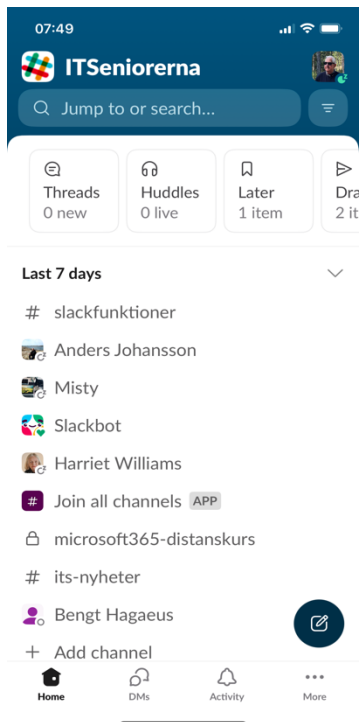 07:49
ITSeniorerna
Jump to or search...
Threads
0 new
Huddles
0 live
Later
1 item
Dra
2 it
Last 7 days
# slackfunktioner
Anders Johansson
Misty
Slackbot
Harriet Williams
# Join all channels APP
microsoft365-distanskurs
# its-nyheter
Bengt Hagaeus
+ Add channel
Home
DMs
Activity
More